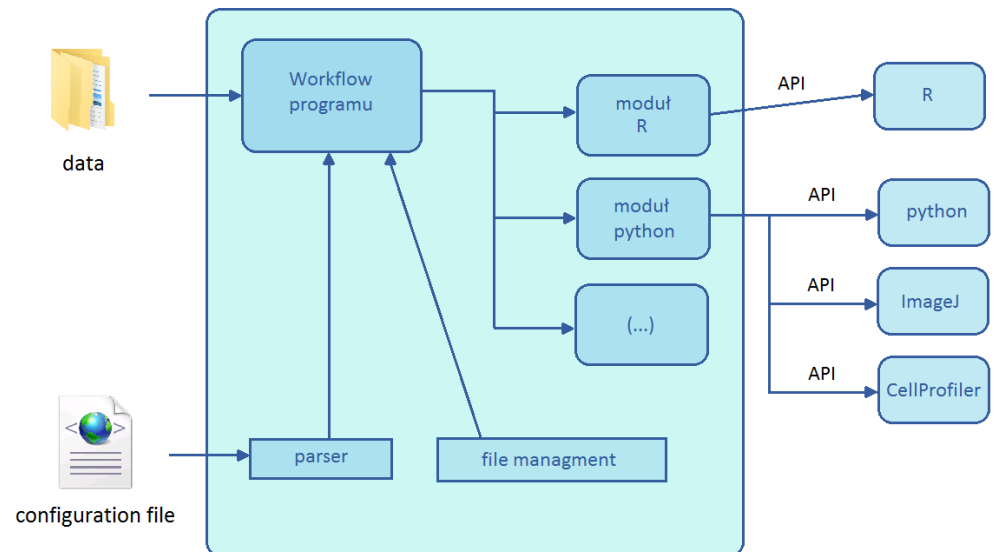 data
Workflow
programu
moduł
R
API
R
moduł
python
API
python
API
ImageJ
(...)
API
CellProfiler
parser
file managment
configuration file